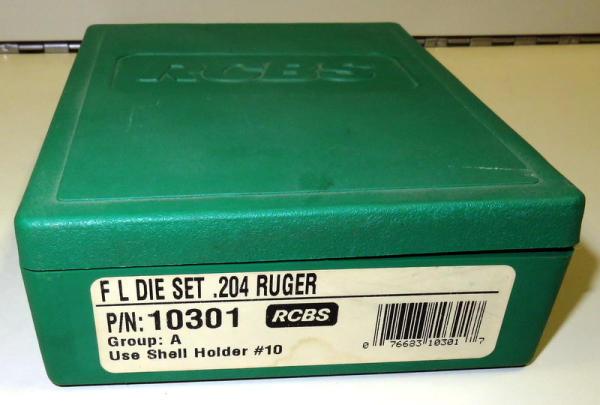 RCBS
F L DIE SET .204 RUGER
P/N: 10301 RCBS
Group: A
Use Shell Holder #10
0 76683 10301 7